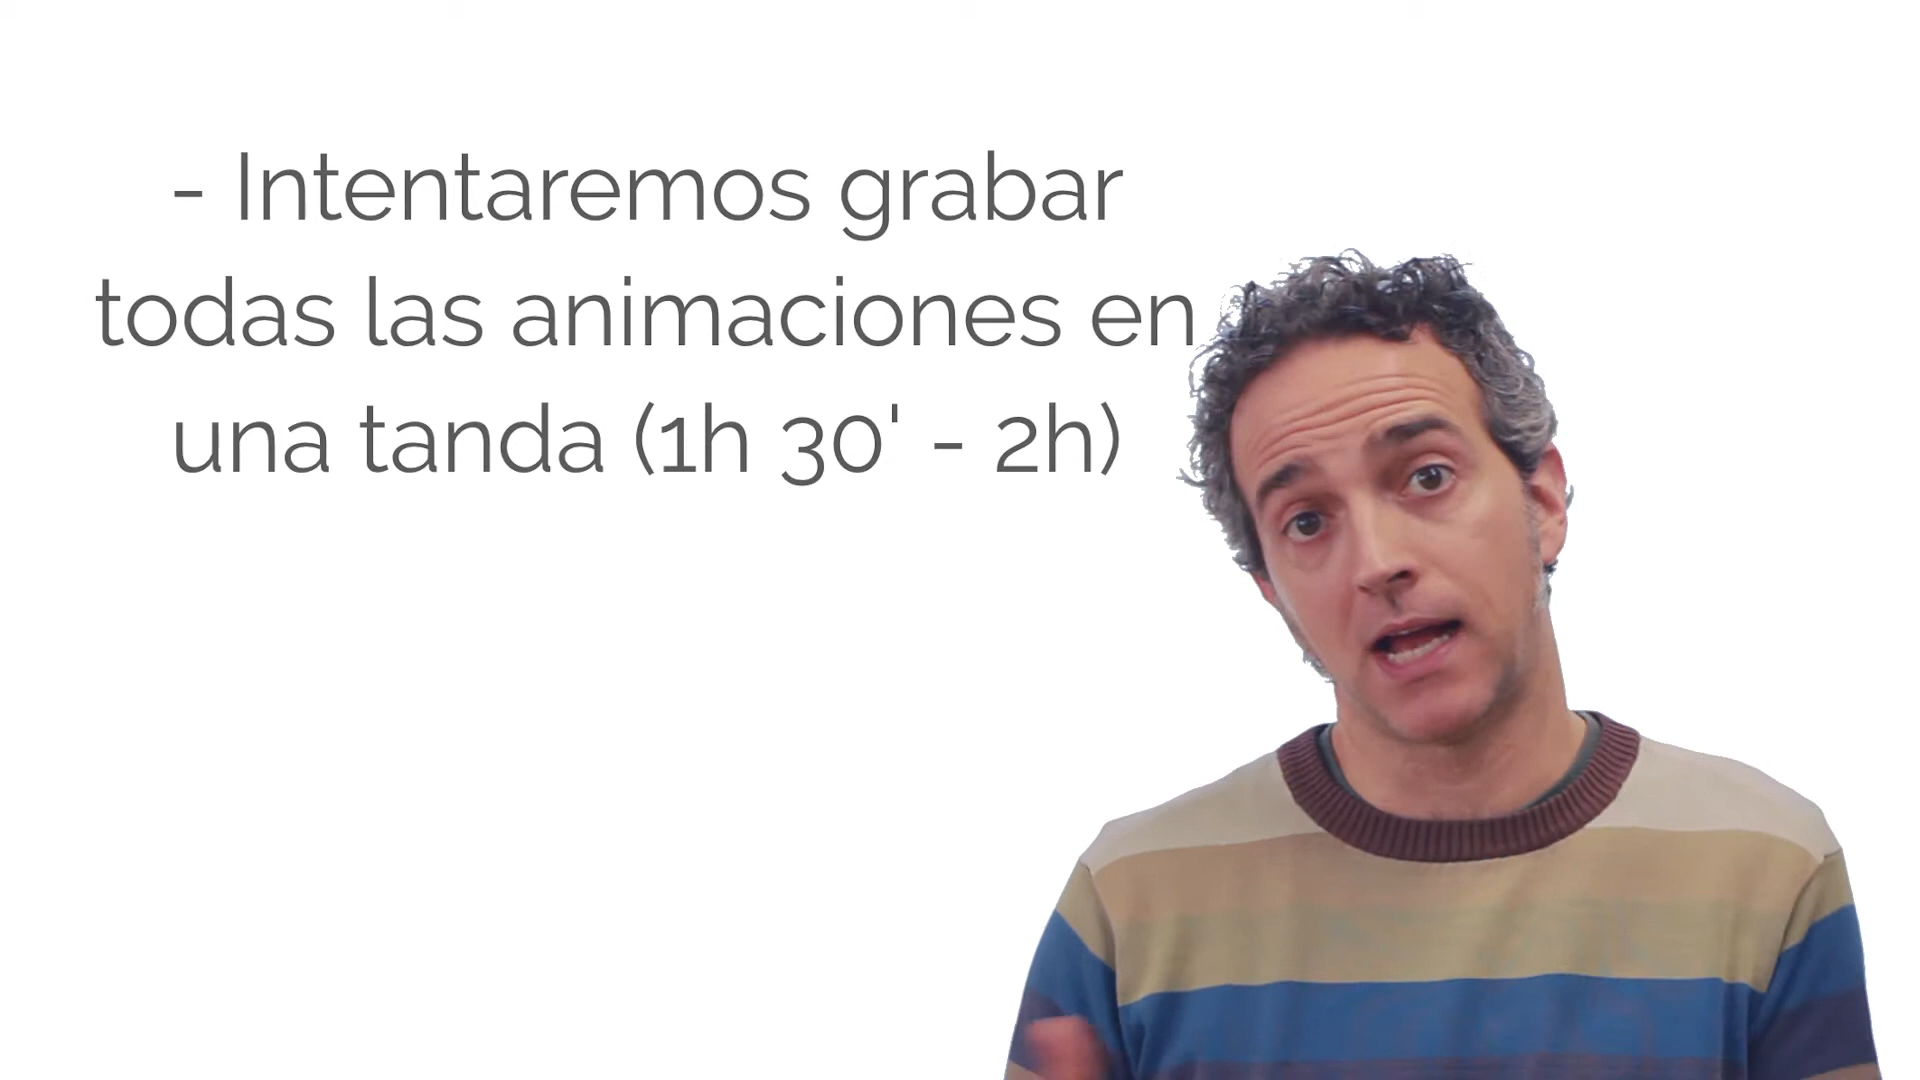 - Intentaremos grabar
todas las animaciones en
una tanda (1h 30' - 2h)